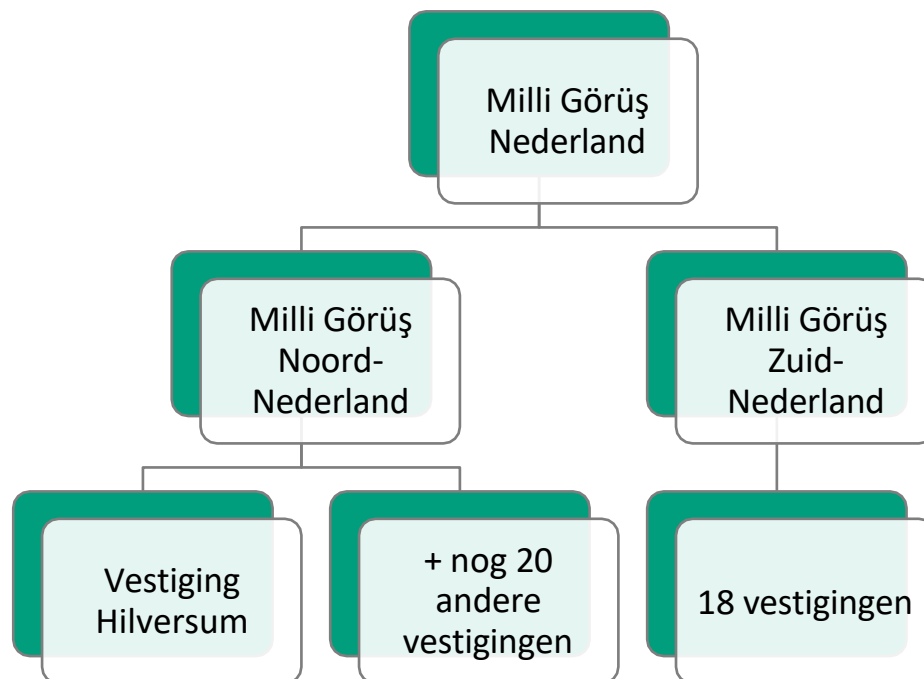 Milli Görüş
Nederland
Milli Görüş
Noord-
Nederland
Milli Görüş
Zuid-
Nederland
Vestiging
Hilversum
+ nog 20
andere
vestigingen
18 vestigingen